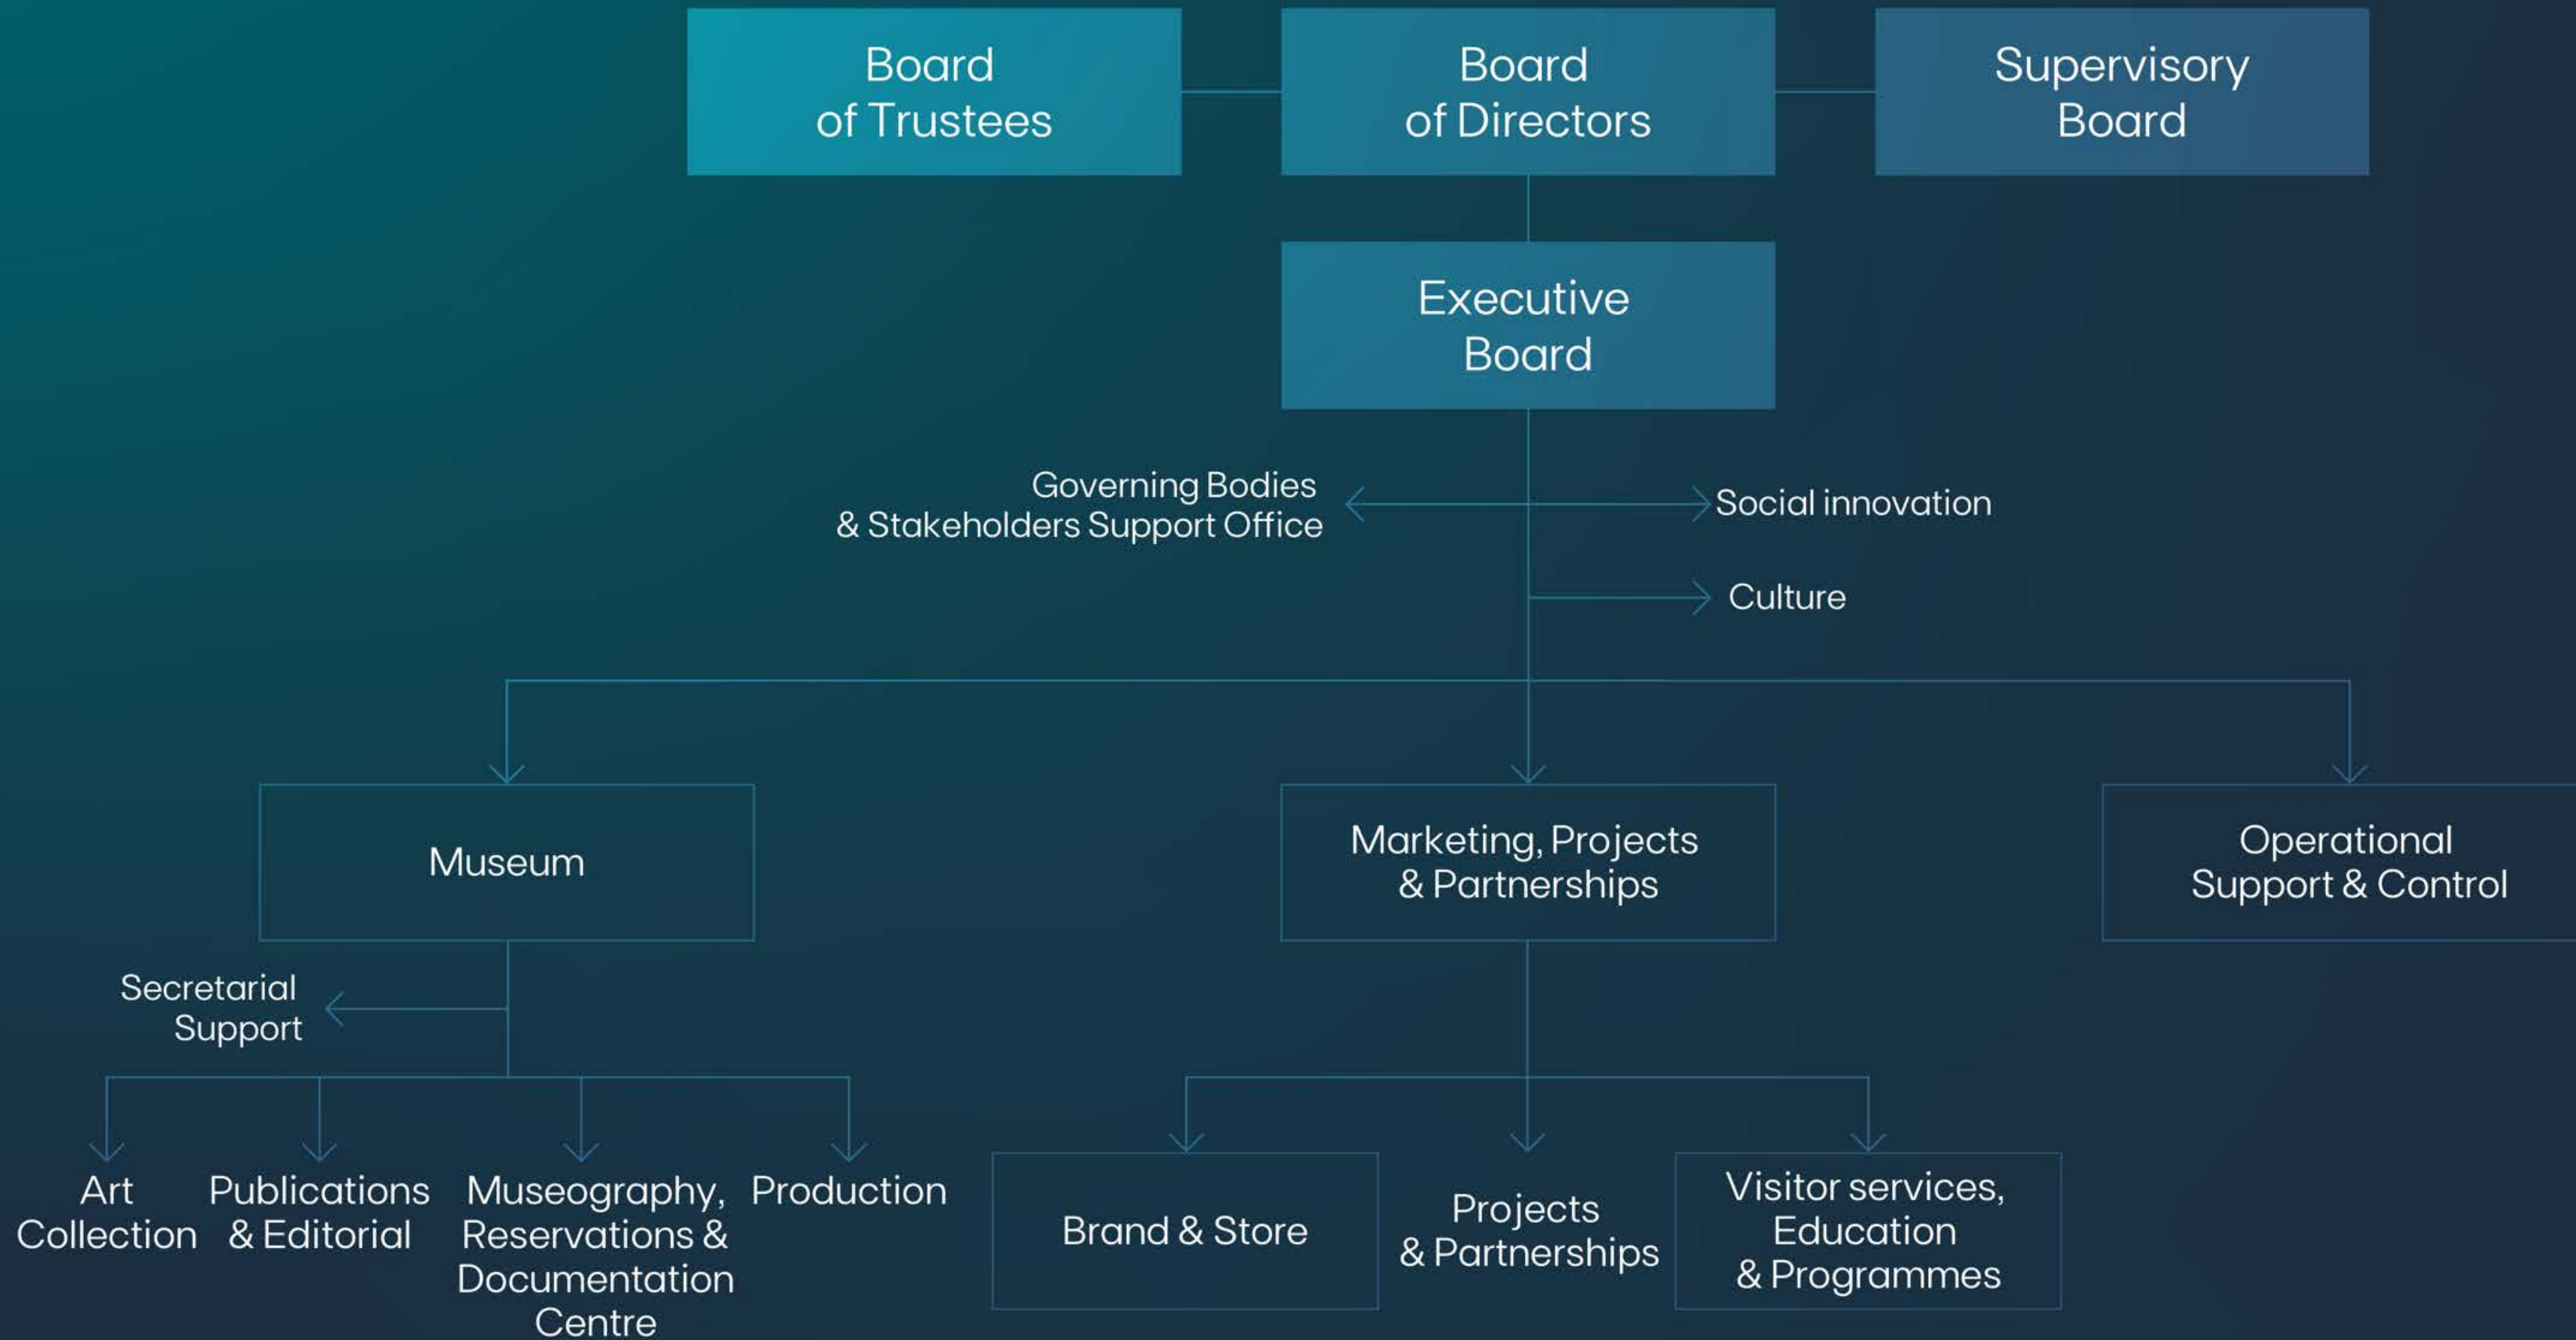 Board
of Trustees
Board
of Directors
Supervisory
Board
Executive
Board
Governing Bodies
& Stakeholders Support Office
Social innovation
Culture
Museum
Marketing, Projects
& Partnerships
Operational
Support & Control
Secretarial
Support
Art
Collection
Publications
& Editorial
Museography,
Reservations &
Documentation
Centre
Production
Brand & Store
Projects
& Partnerships
Visitor services,
Education
& Programmes